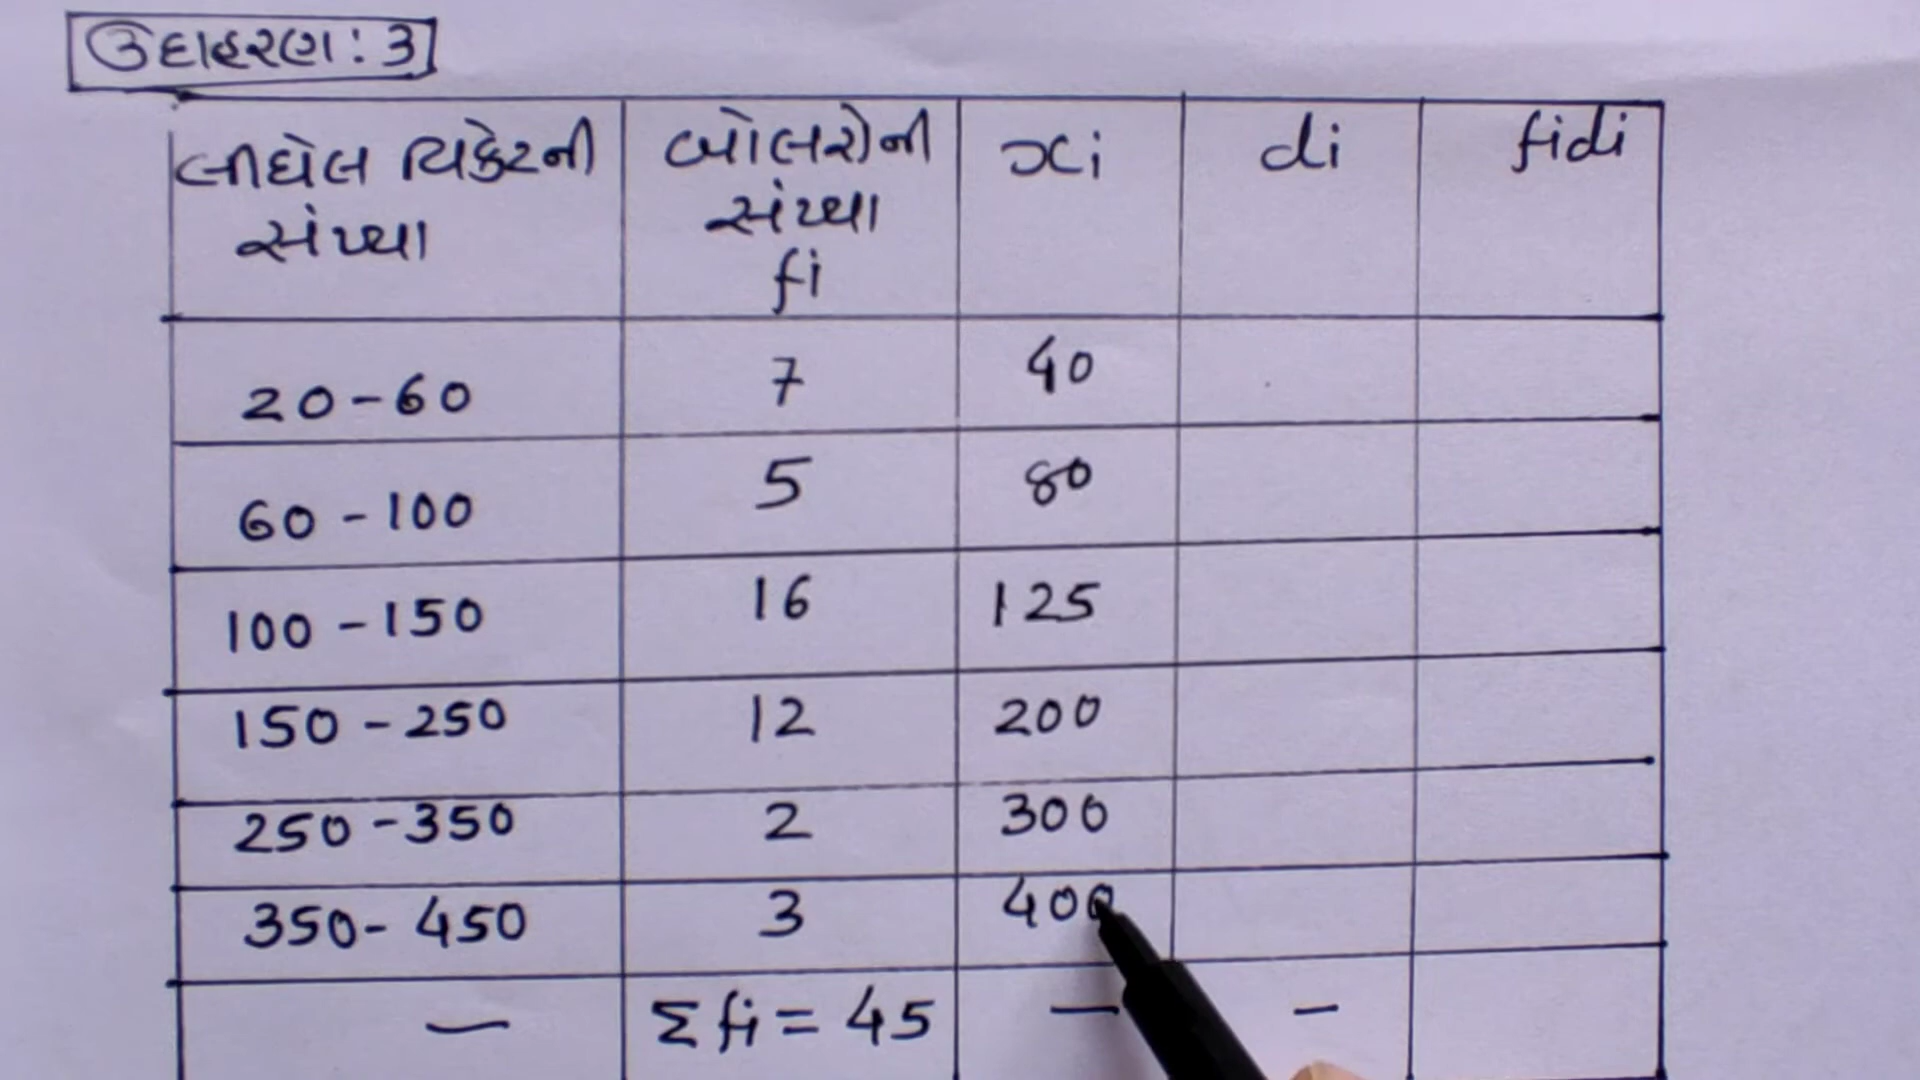 ઉદાહરણ : 3
લીધેલ વિકેટની સંખ્યા બોલરોની સંખ્યા fi xi di fidi
20 - 60 7 40
60 - 100 5 80
100 - 150 16 125
150 - 250 12 200
250 - 350 2 300
350 - 450 3 400
— Σ fi = 45 — –